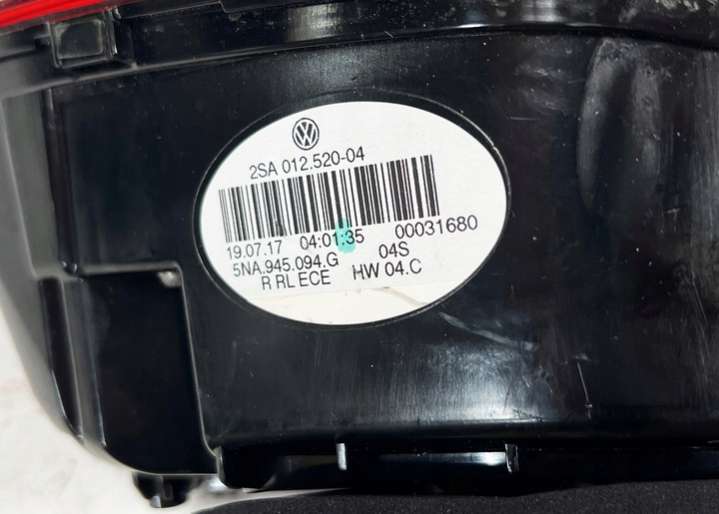 2SA 012.520-04
19.07.17 04:01:35 00031680
5NA.945.094.G 04S
R RL ECE HW 04.C